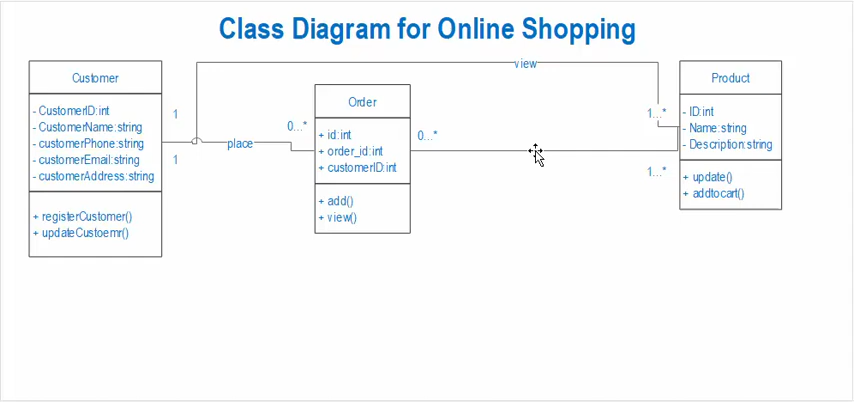 Class Diagram for Online Shopping
view
Customer
- CustomerID:int
- CustomerName:string
- customerPhone:string
- customerEmail:string
- customerAddress:string
+ registerCustomer()
+ updateCustoemr()
1
1
place
0...*
Order
+ id:int
+ order_id:int
+ customerID:int
+ add()
+ view()
0...*
1...*
1...*
Product
- ID:int
- Name:string
- Description:string
+ update()
+ addtocart()